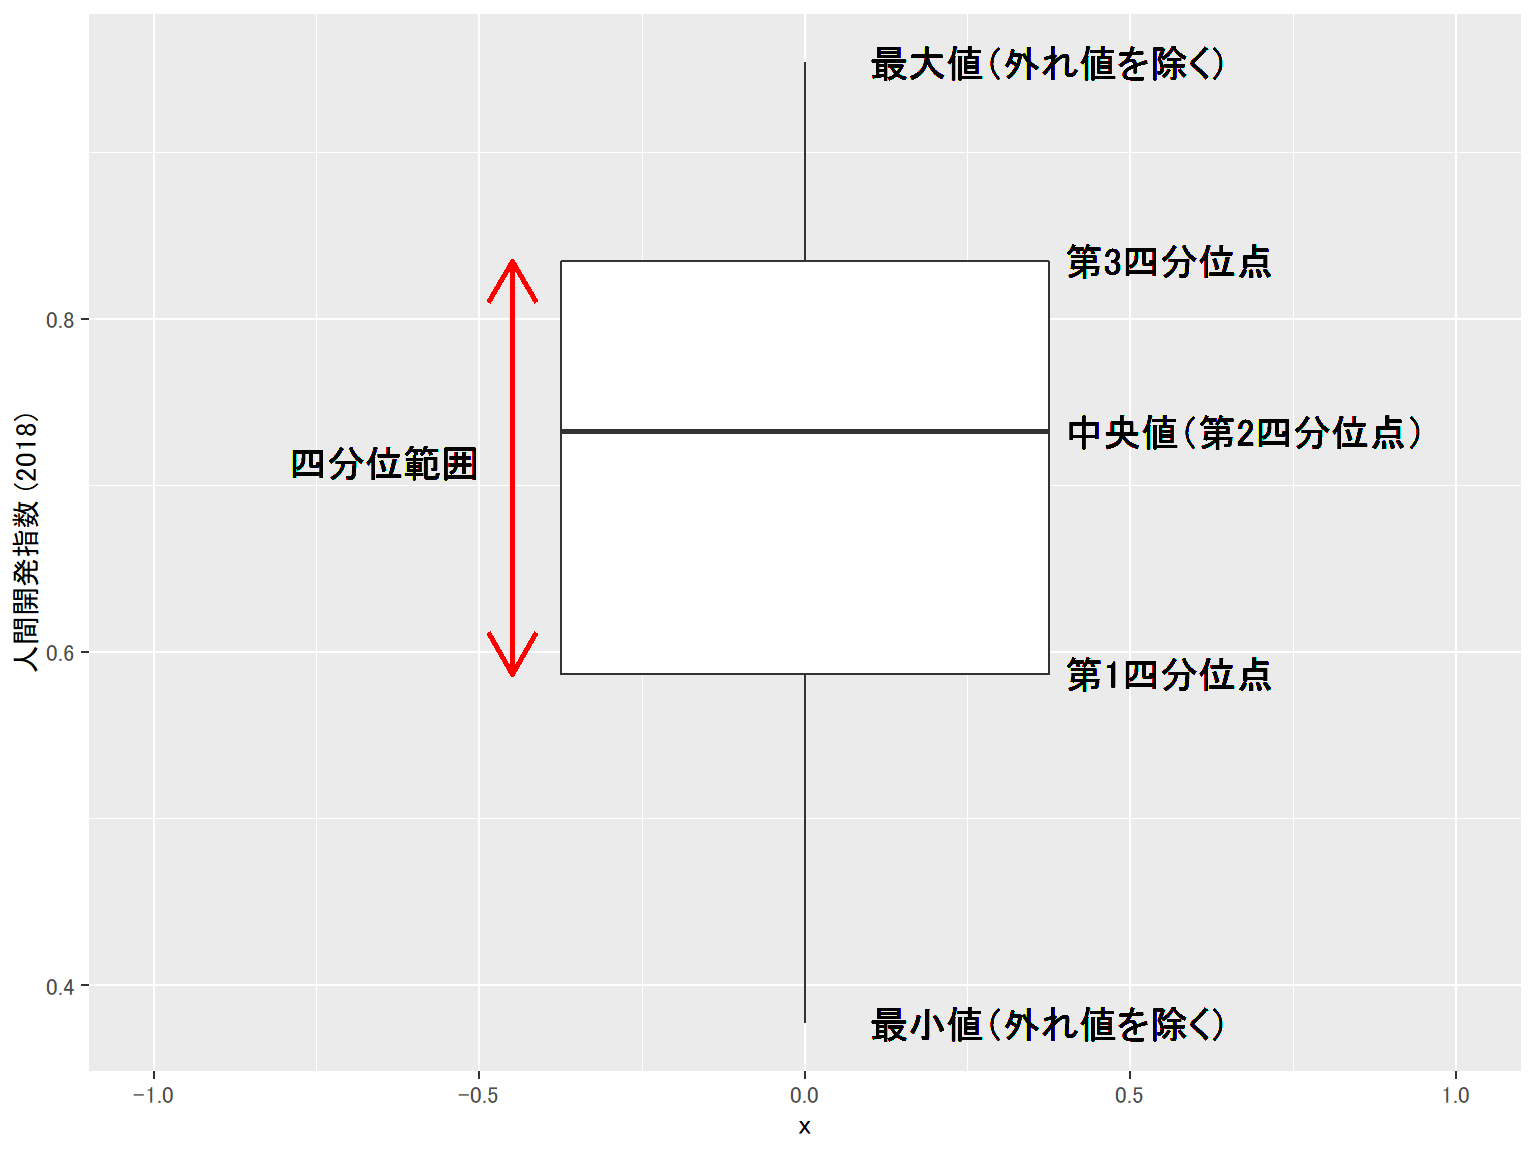 最大値（外れ値を除く）
第3四分位点
0.8
中央値（第2四分位点）
四分位範囲
人間開発指数 (2018)
0.6
第1四分位点
0.4
最小値（外れ値を除く）
−1.0
−0.5
0.0
0.5
1.0
x